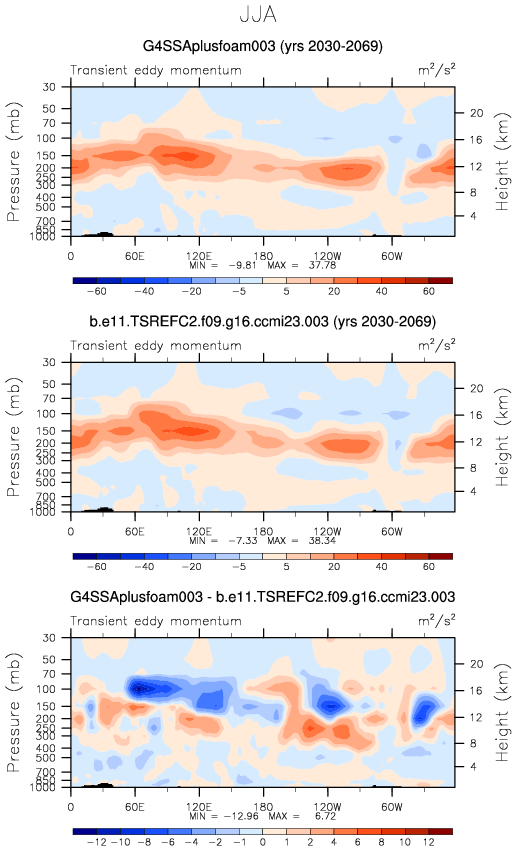 JJA
G4SSAplusfoam003 (yrs 2030-2069)
Transient eddy momentum m²/s²
Pressure (mb)
30
50
70
100
150
200
250
300
400
500
700
850
1000
20
16
12
8
4
Height (km)
0 60E 120E 180 120W 60W
MIN = -9.81 MAX = 37.78
-60 -40 -20 -5 5 20 40 60
b.e11.TSREFC2.f09.g16.ccmi23.003 (yrs 2030-2069)
Transient eddy momentum m²/s²
Pressure (mb)
30
50
70
100
150
200
250
300
400
500
700
850
1000
20
16
12
8
4
Height (km)
0 60E 120E 180 120W 60W
MIN = -7.33 MAX = 38.34
-60 -40 -20 -5 5 20 40 60
G4SSAplusfoam003 - b.e11.TSREFC2.f09.g16.ccmi23.003
Transient eddy momentum m²/s²
Pressure (mb)
30
50
70
100
150
200
250
300
400
500
700
850
1000
20
16
12
8
4
Height (km)
0 60E 120E 180 120W 60W
MIN = -12.96 MAX = 6.72
-12 -10 -8 -6 -4 -2 -1 0 1 2 4 6 8 10 12